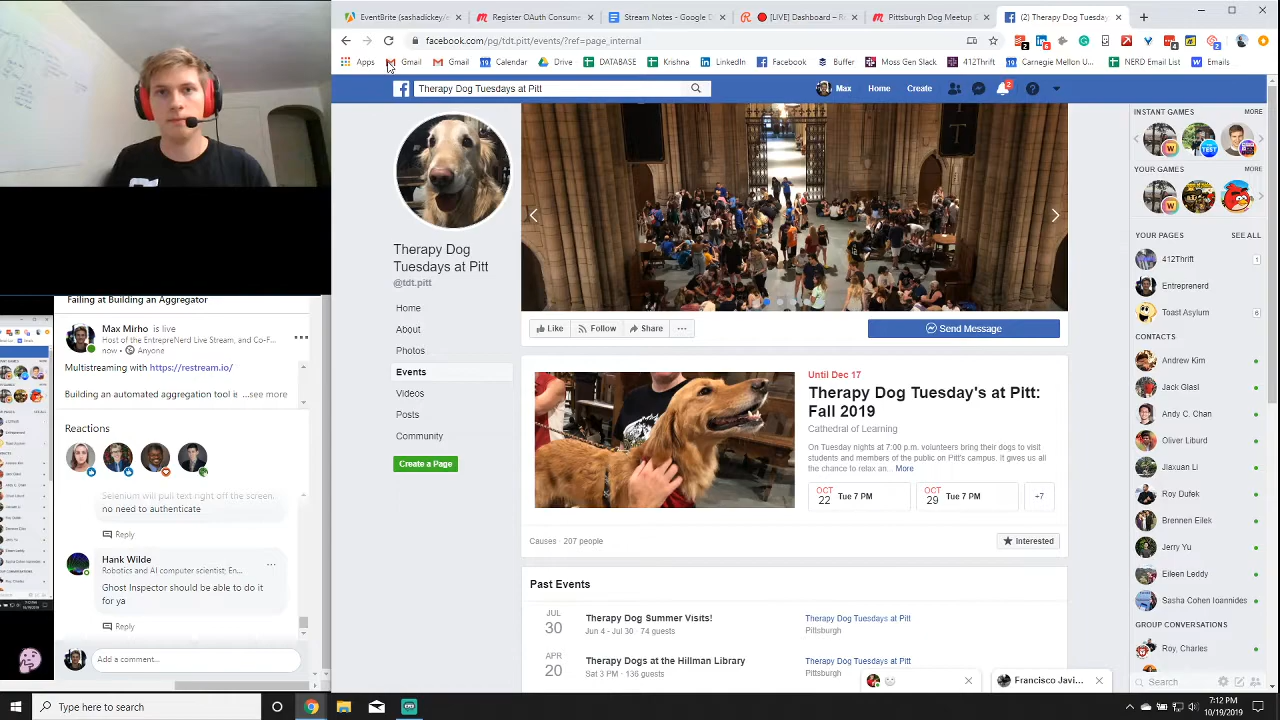 EventBrite (sashadickey/e
Register OAuth Consume
Stream Notes - Google D
[LIVE] Dashboard – R
Pittsburgh Dog Meetup
(2) Therapy Dog Tuesday
facebook.com/pg/tdt.pitt/events/?ref=page_internal
Apps
Gmail
Gmail
Calendar
Drive
DATABASE
Krishna
LinkedIn
Facebook
Buffer
Moss Gen Slack
412Thrift
Carnegie Mellon U...
NERD Email List
Emails
Therapy Dog Tuesdays at Pitt
Max
Home
Create
2
Therapy Dog
Tuesdays at Pitt
@tdt.pitt
Home
About
Photos
Events
Videos
Posts
Community
Create a Page
Like
Follow
Share
Send Message
Until Dec 17
Therapy Dog Tuesday's at Pitt:
Fall 2019
Cathedral of Learning
On Tuesday nights at 7:00 p.m. volunteers bring their dogs to visit
students and members of the public on Pitt's campus. It gives us all
the chance to relax an... More
OCT
22
Tue 7 PM
OCT
29
Tue 7 PM
+7
Causes · 207 people
Interested
Past Events
JUL
30
Therapy Dog Summer Visits!
Jun 4 - Jul 30 · 74 guests
Therapy Dog Tuesdays at Pitt
Pittsburgh
APR
20
Therapy Dogs at the Hillman Library
Sat 3 PM · 136 guests
Therapy Dog Tuesdays at Pitt
Pittsburgh
INSTANT GAMES
MORE
YOUR GAMES
MORE
YOUR PAGES
SEE ALL
412Thrift
1
Entreprenerd
Toast Asylum
6
CONTACTS:
Andrew Kim
Jack Glasl
Andy C. Chan
Oliver Liburd
Jiaxuan Li
Roy Dufek
Brennen Eilek
Jerry Yu
Eileen Leddy
Sasha Cohen Ioannides
GROUP CONVERSATIONS
Roy, Charles
Search
Francisco Javi...
Failing at Building an Aggregator
Max Mirho is live
Host of the EntrepreNerd Live Stream, and Co-F...
now · Anyone
Multistreaming with https://restream.io/
Building an automated aggregation tool is ...see more
Reactions
Selenium will pull text right off the screen.
no need to authenticate
Reply
Hank Wilde
Robotics and AI computer scientist; En...
Ghost Inspector should be able to do it
for ya
Reply
Add a comment...
Type here to search
7:12 PM
10/19/2019